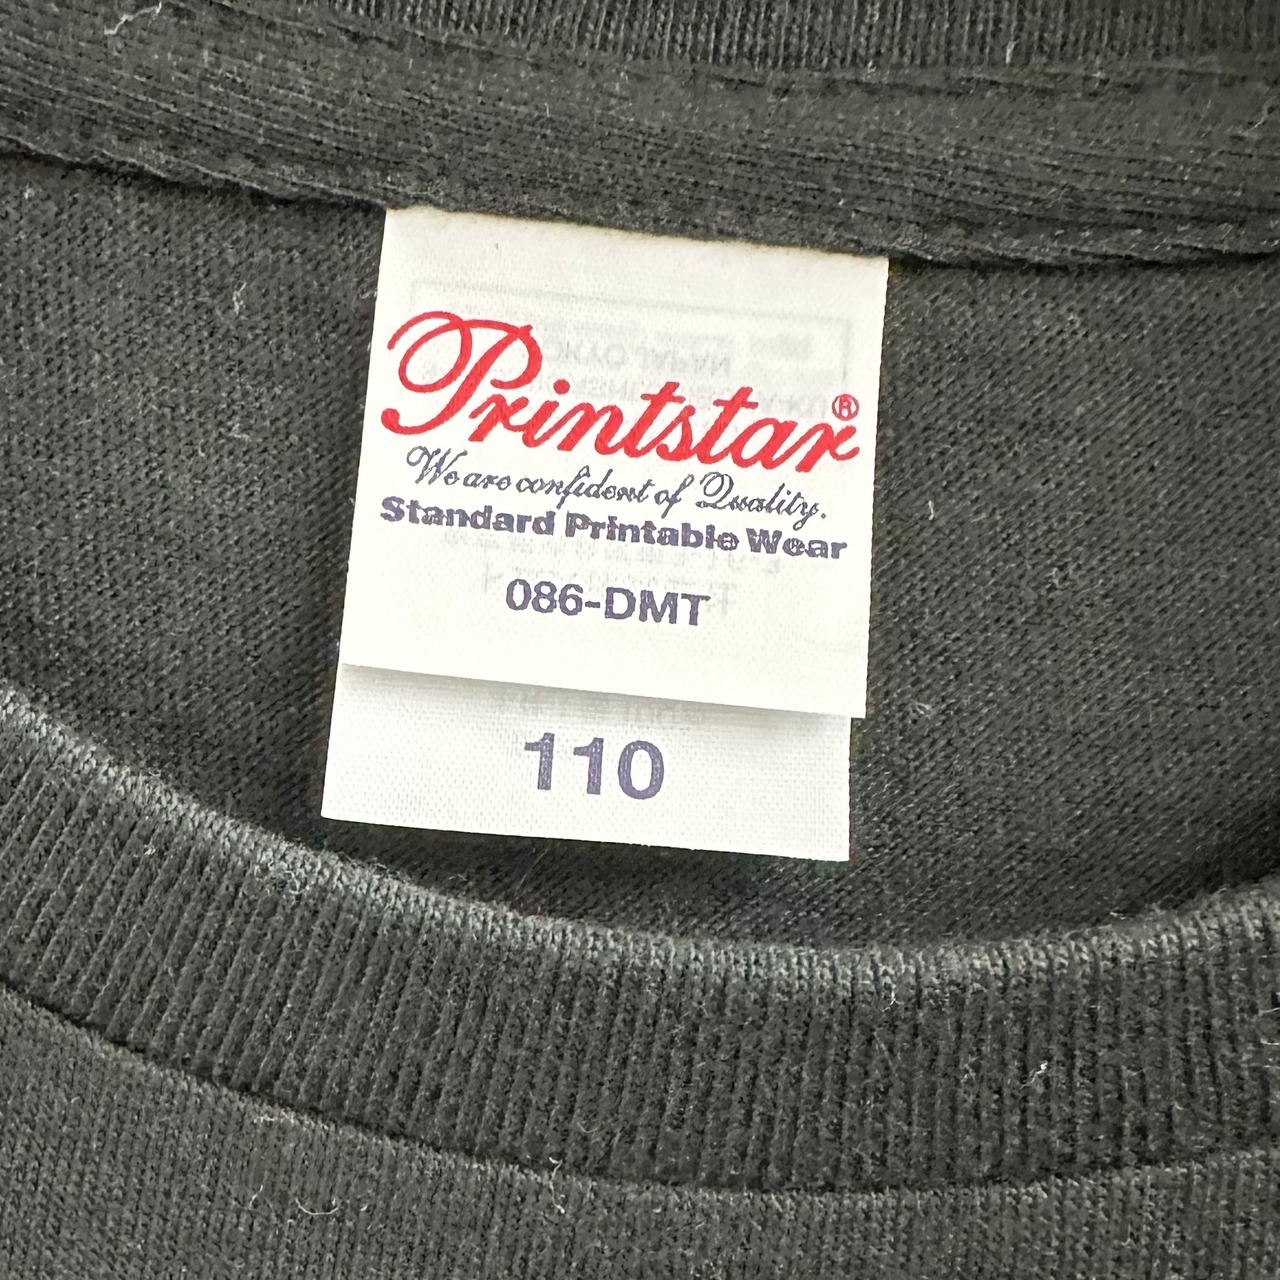 Printstar®
We are confident of Quality.
Standard Printable Wear
086-DMT
110